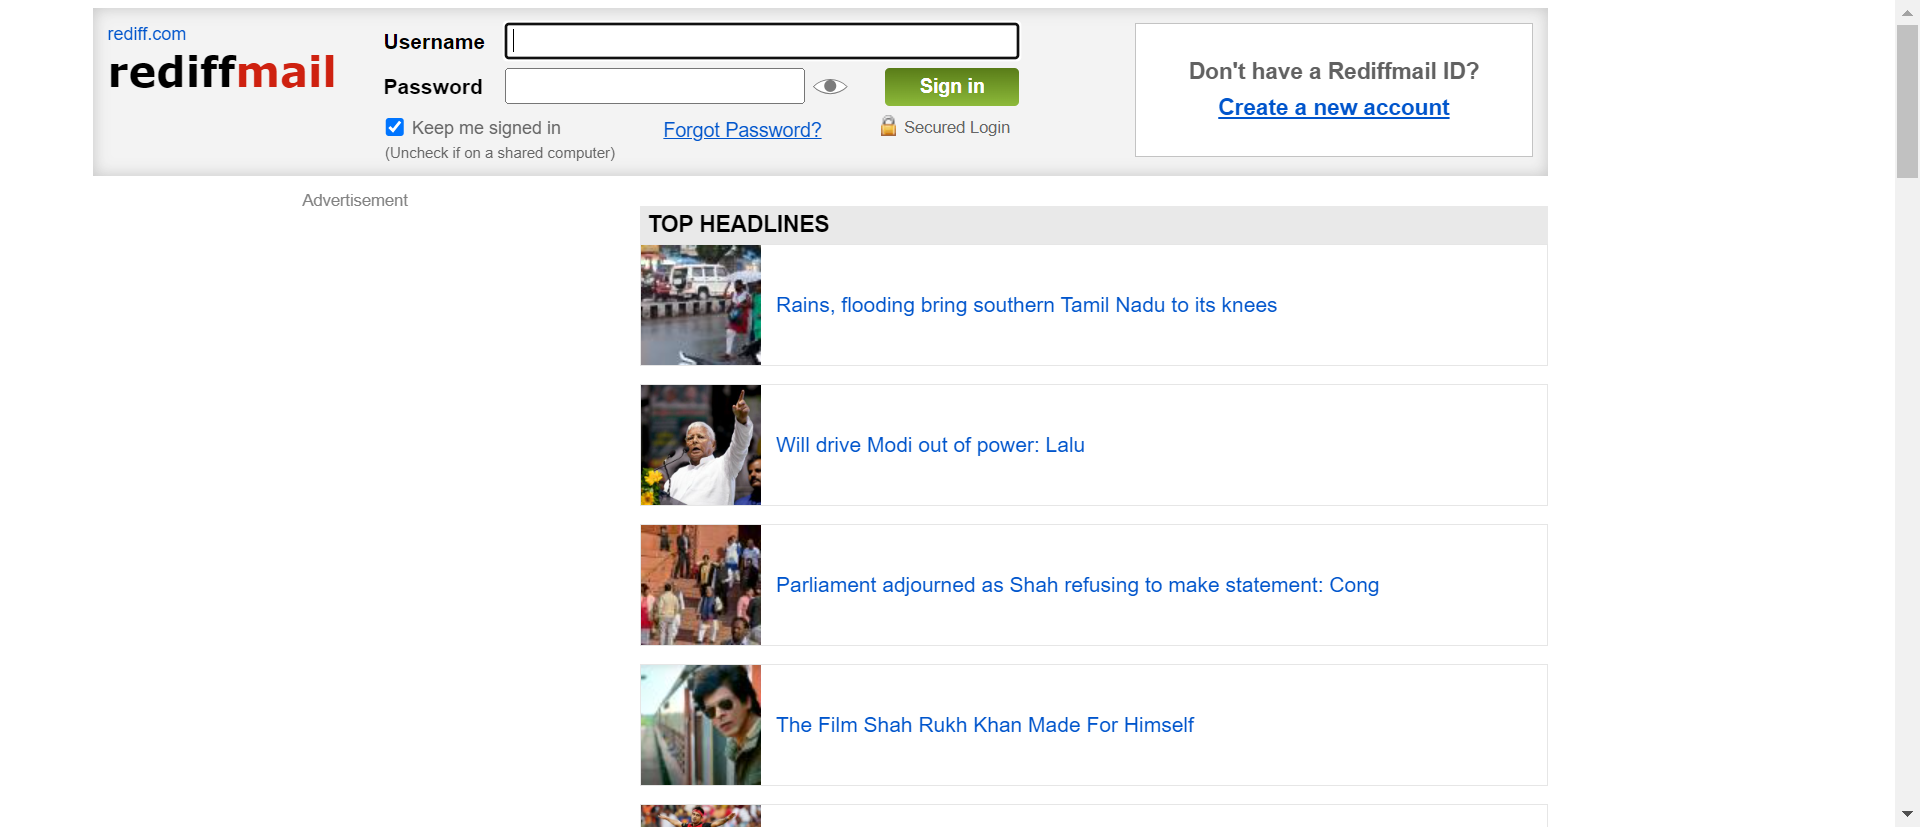 rediff.com
rediffmail
Username
Password
Sign in
Keep me signed in
(Uncheck if on a shared computer)
Forgot Password?
Secured Login
Don't have a Rediffmail ID?
Create a new account
Advertisement
TOP HEADLINES
Rains, flooding bring southern Tamil Nadu to its knees
Will drive Modi out of power: Lalu
Parliament adjourned as Shah refusing to make statement: Cong
The Film Shah Rukh Khan Made For Himself